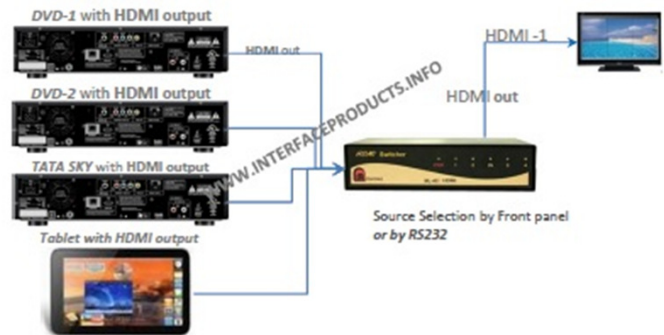 DVD-1 with HDMI output
HDMI out
DVD-2 with HDMI output
TATA SKY with HDMI output
Tablet with HDMI output
WWW.INTERFACEPRODUCTS.INFO
HDMI -1
HDMI out
Switcher
Source Selection by Front panel
or by RS232